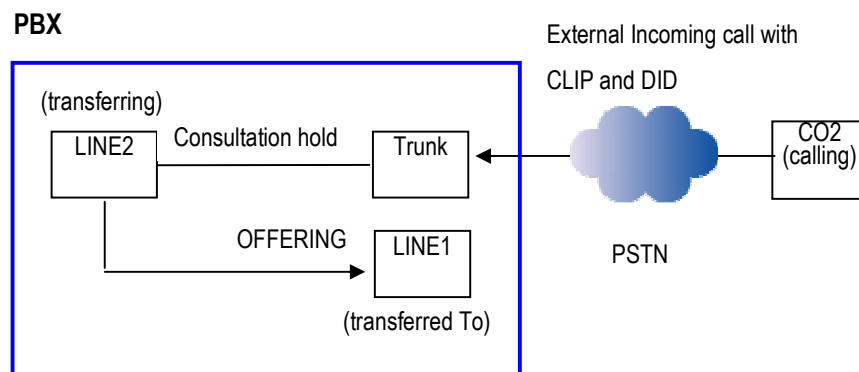 PBX
External Incoming call with
CLIP and DID
(transferring)
LINE2
Consultation hold
Trunk
CO2
(calling)
OFFERING
LINE1
PSTN
(transferred To)